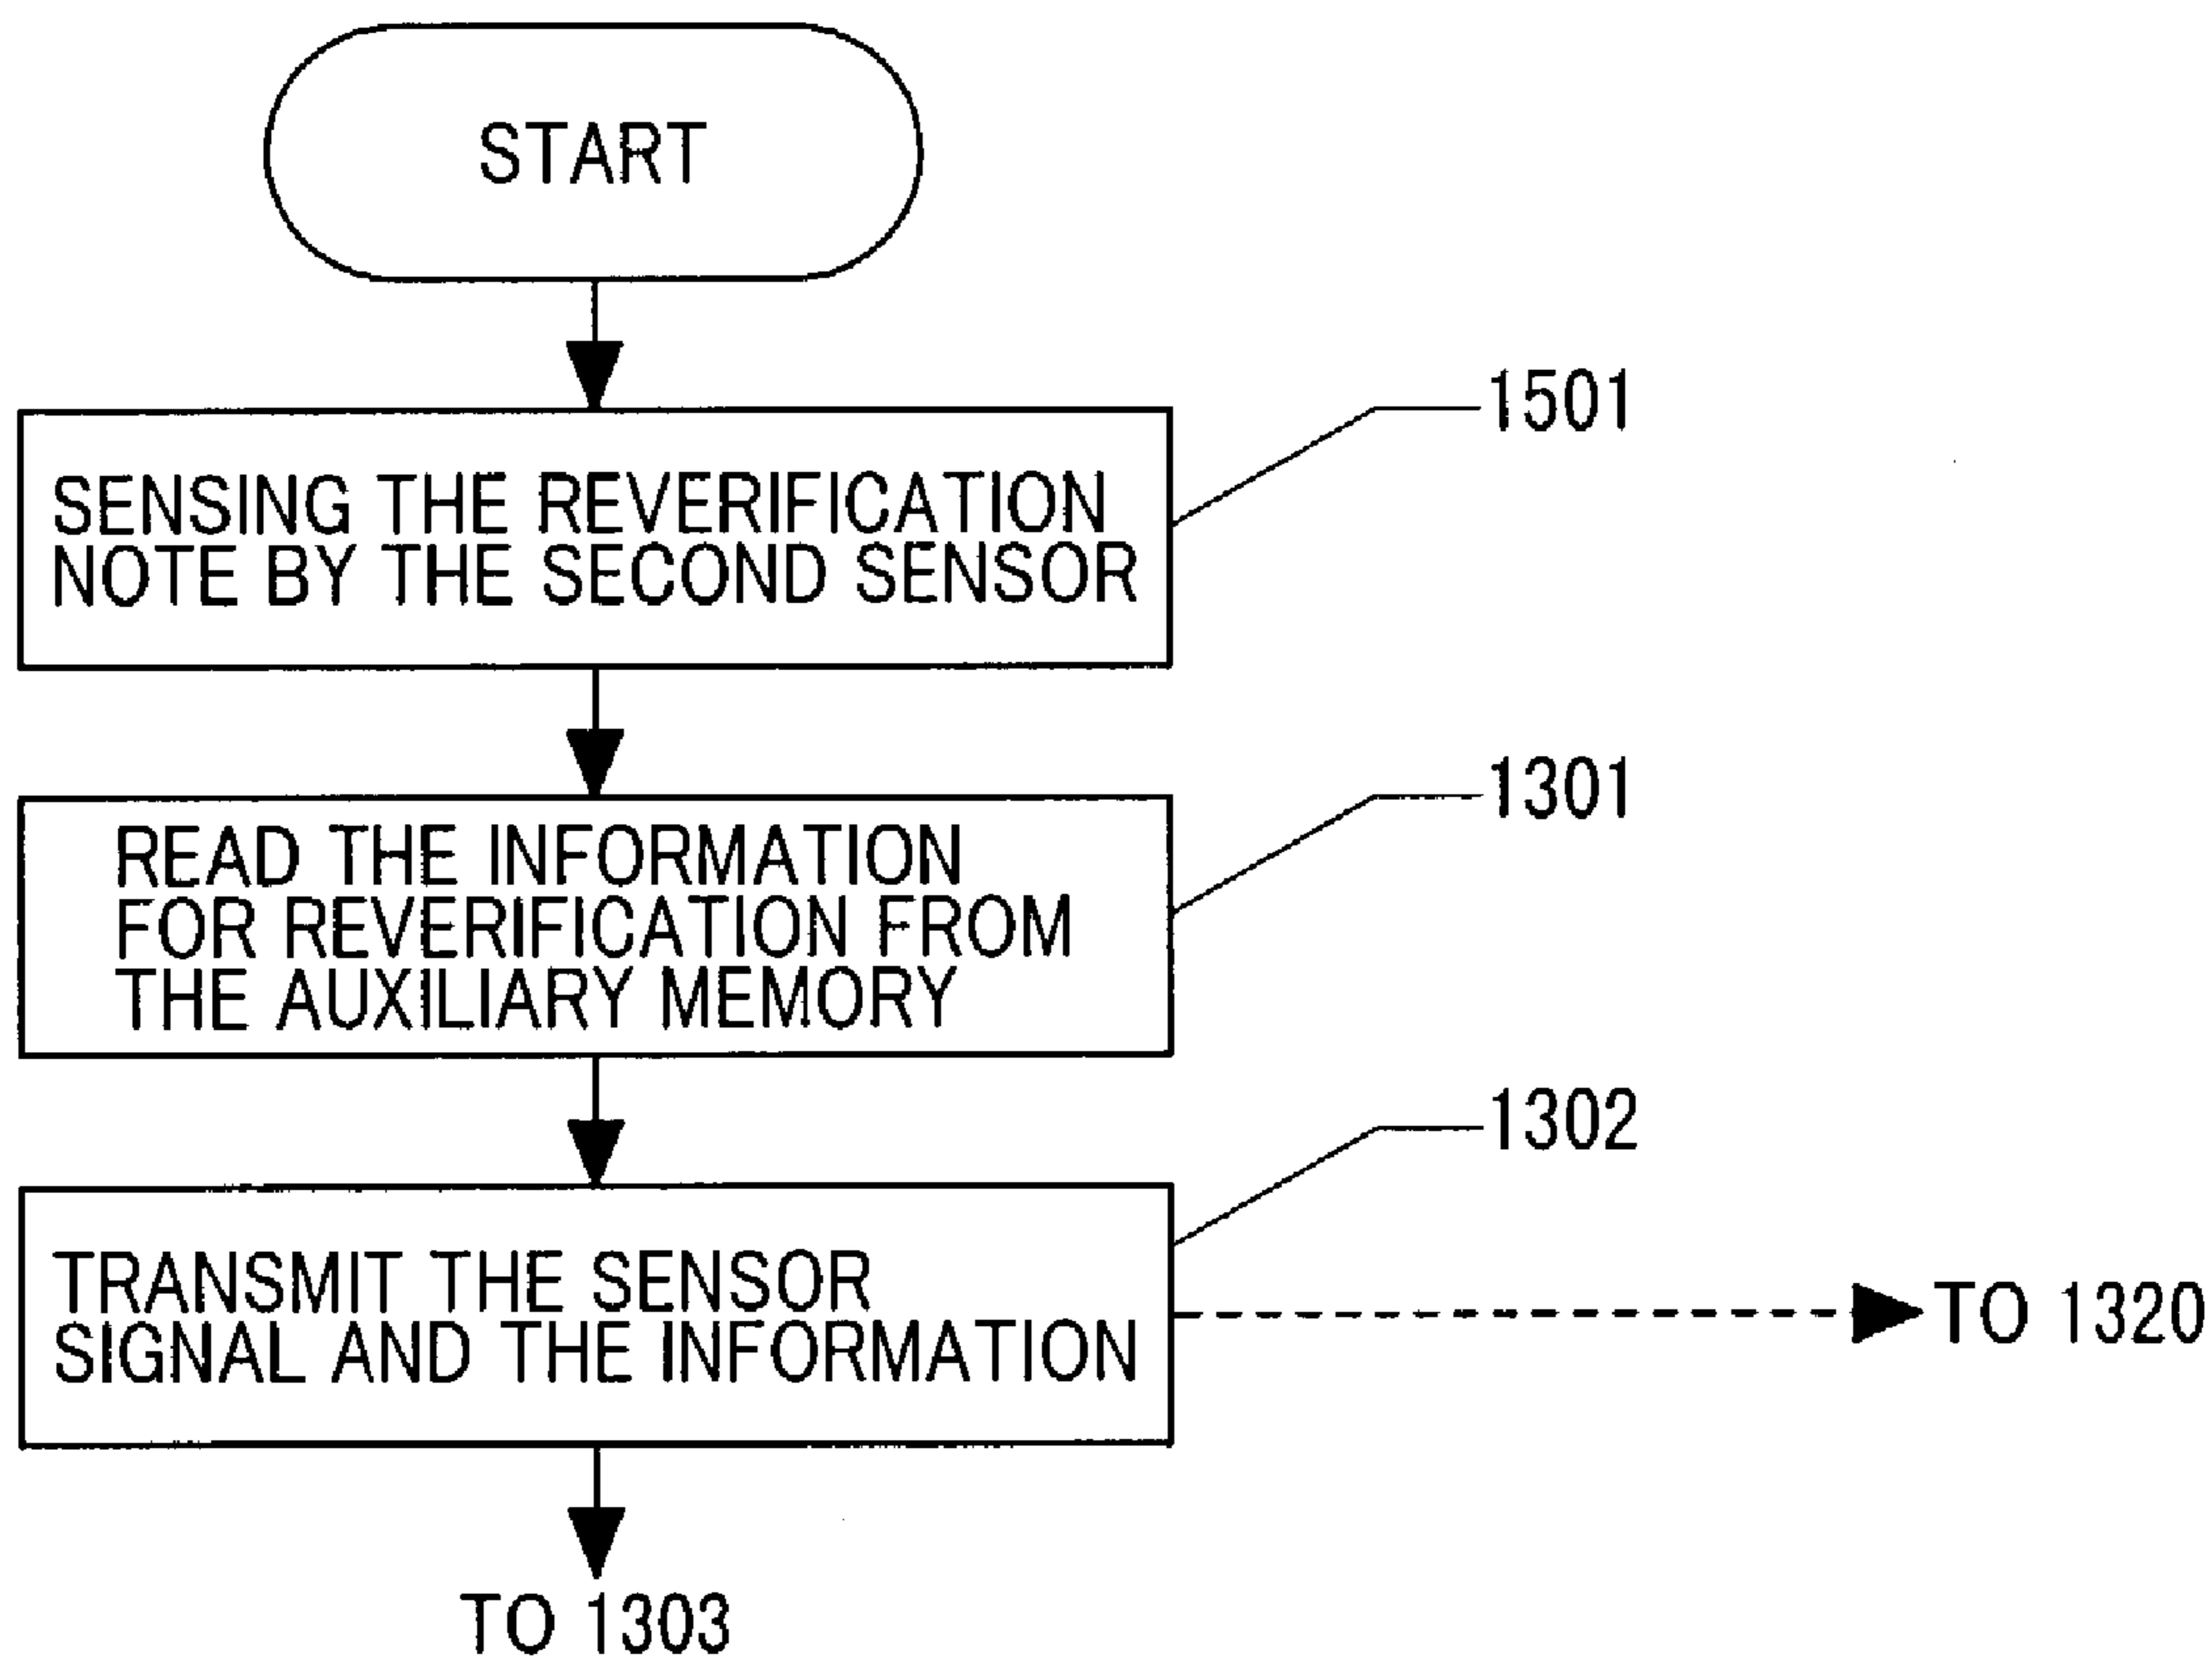 START
1501
SENSING THE REVERIFICATION
NOTE BY THE SECOND SENSOR
1301
READ THE INFORMATION
FOR REVERIFICATION FROM
THE AUXILIARY MEMORY
1302
TRANSMIT THE SENSOR
SIGNAL AND THE INFORMATION
TO 1320
TO 1303